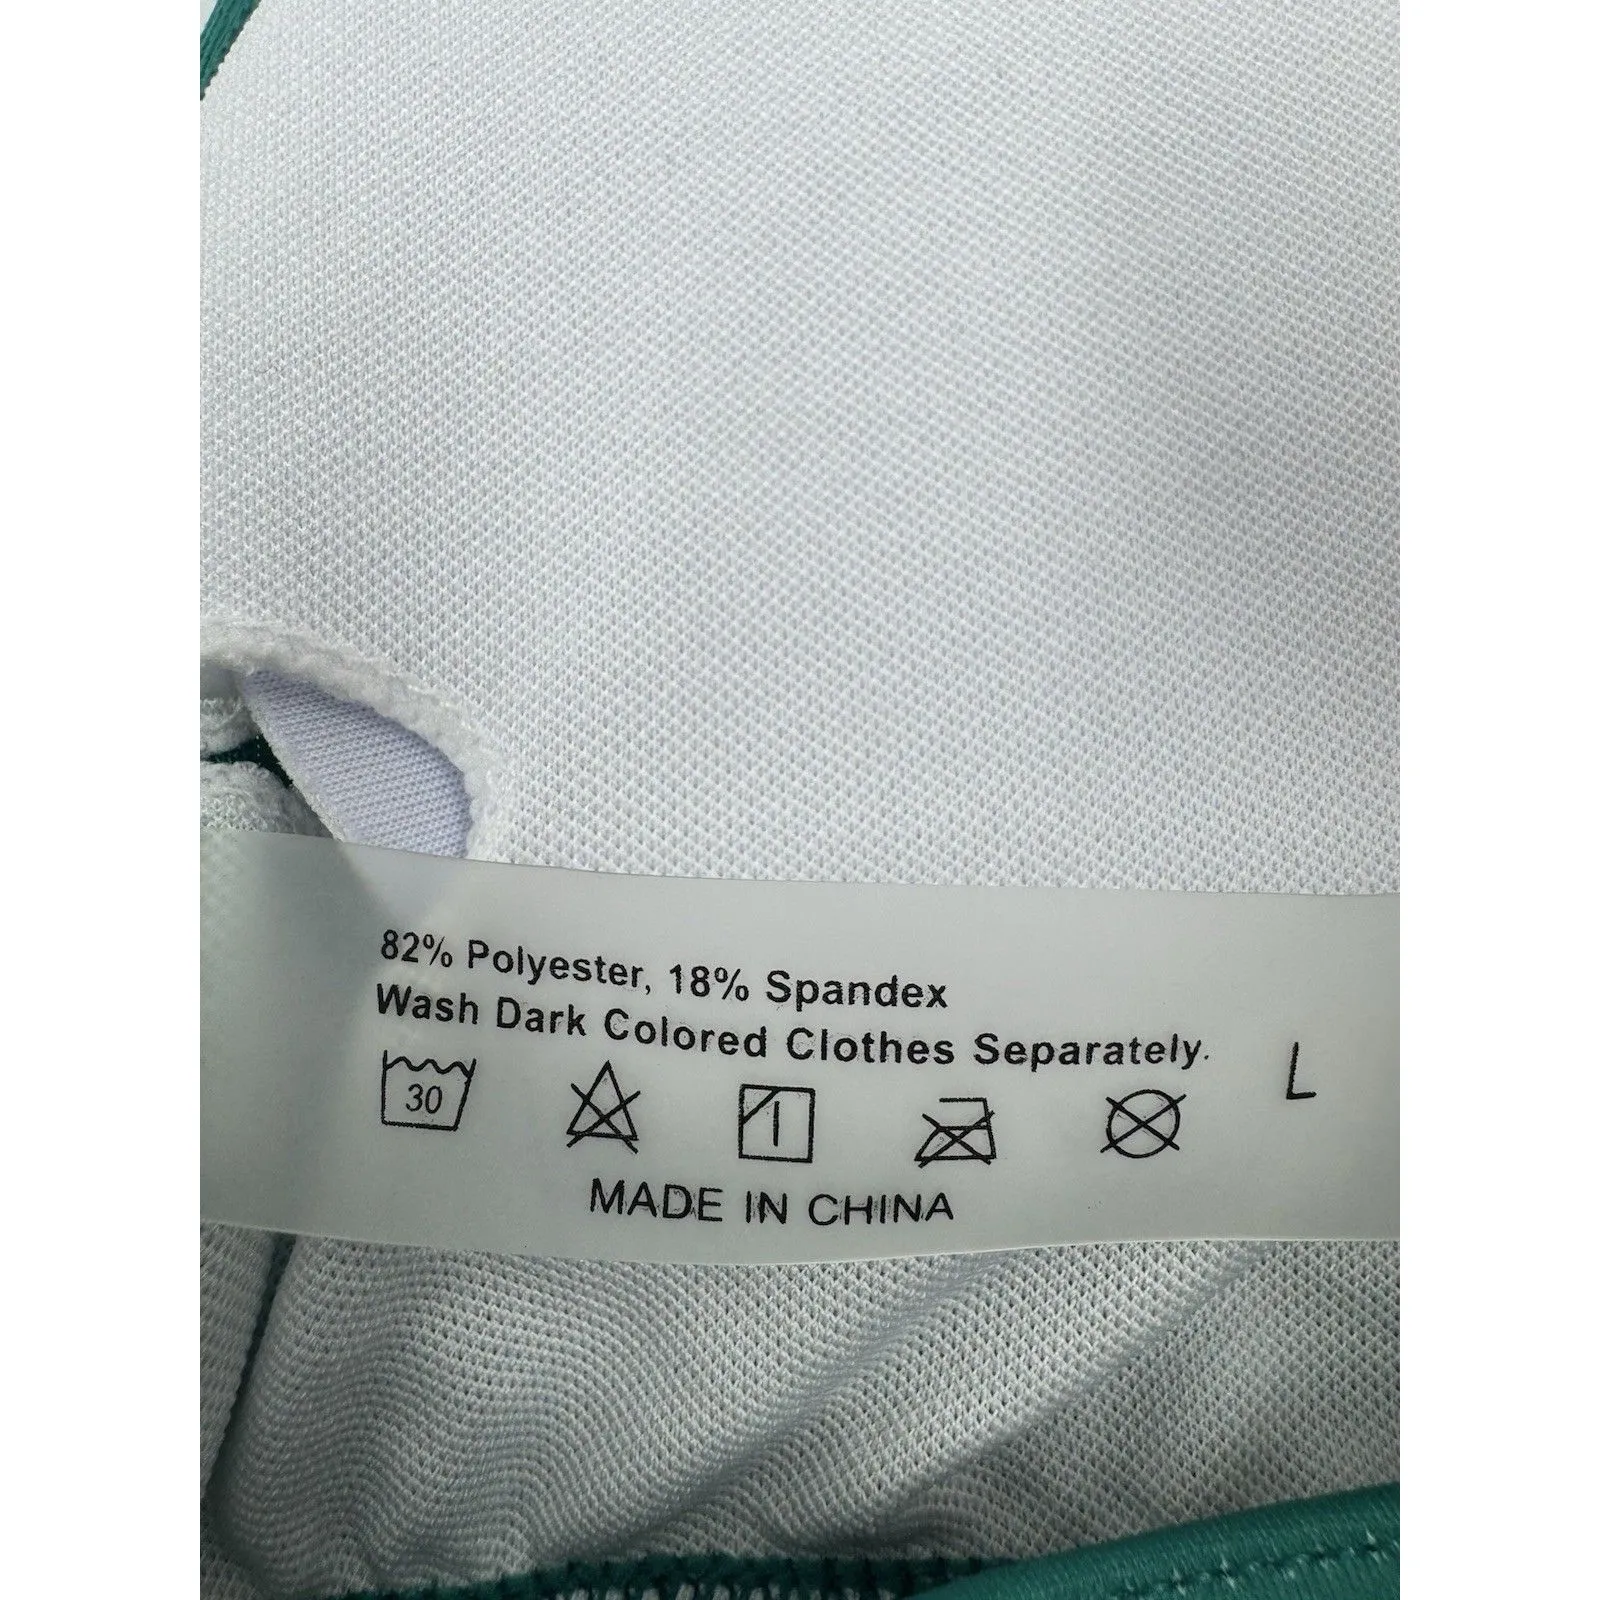 82% Polyester, 18% Spandex
Wash Dark Colored Clothes Separately.
30
L
MADE IN CHINA